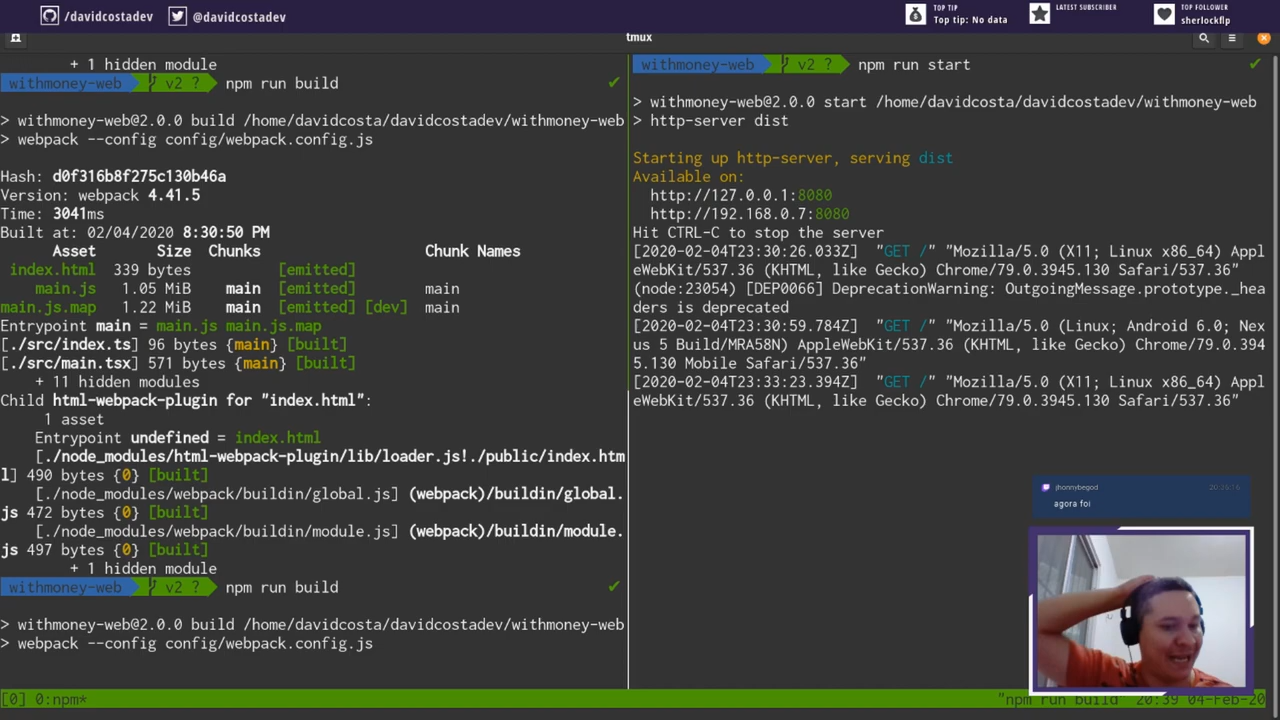 /davidcostadev
@davidcostadev
TOP TIP
Top tip: No data
LATEST SUBSCRIBER
TOP FOLLOWER
sherlockflp
tmux
+ 1 hidden module
withmoney-web v2 ? npm run build ✔
> withmoney-web@2.0.0 build /home/davidcosta/davidcostadev/withmoney-web
> webpack --config config/webpack.config.js
Hash: d0f316b8f275c130b46a
Version: webpack 4.41.5
Time: 3041ms
Built at: 02/04/2020 8:30:50 PM
Asset Size Chunks Chunk Names
index.html 339 bytes [emitted]
main.js 1.05 MiB main [emitted] main
main.js.map 1.22 MiB main [emitted] [dev] main
Entrypoint main = main.js main.js.map
[./src/index.ts] 96 bytes {main} [built]
[./src/main.tsx] 571 bytes {main} [built]
+ 11 hidden modules
Child html-webpack-plugin for "index.html":
1 asset
Entrypoint undefined = index.html
[./node_modules/html-webpack-plugin/lib/loader.js!./public/index.htm
l] 490 bytes {0} [built]
[./node_modules/webpack/buildin/global.js] (webpack)/buildin/global.
js 472 bytes {0} [built]
[./node_modules/webpack/buildin/module.js] (webpack)/buildin/module.
js 497 bytes {0} [built]
+ 1 hidden module
withmoney-web v2 ? npm run build ✔
> withmoney-web@2.0.0 build /home/davidcosta/davidcostadev/withmoney-web
> webpack --config config/webpack.config.js
withmoney-web v2 ? npm run start ✔
> withmoney-web@2.0.0 start /home/davidcosta/davidcostadev/withmoney-web
> http-server dist
Starting up http-server, serving dist
Available on:
http://127.0.0.1:8080
http://192.168.0.7:8080
Hit CTRL-C to stop the server
[2020-02-04T23:30:26.033Z] "GET /" "Mozilla/5.0 (X11; Linux x86_64) Appl
eWebKit/537.36 (KHTML, like Gecko) Chrome/79.0.3945.130 Safari/537.36"
(node:23054) [DEP0066] DeprecationWarning: OutgoingMessage.prototype._hea
ders is deprecated
[2020-02-04T23:30:59.784Z] "GET /" "Mozilla/5.0 (Linux; Android 6.0; Nex
us 5 Build/MRA58N) AppleWebKit/537.36 (KHTML, like Gecko) Chrome/79.0.394
5.130 Mobile Safari/537.36"
[2020-02-04T23:33:23.394Z] "GET /" "Mozilla/5.0 (X11; Linux x86_64) Appl
eWebKit/537.36 (KHTML, like Gecko) Chrome/79.0.3945.130 Safari/537.36"
jhonnybegod
agora foi
[0] 0:npm*
"npm run build" 20:39 04-Feb-20